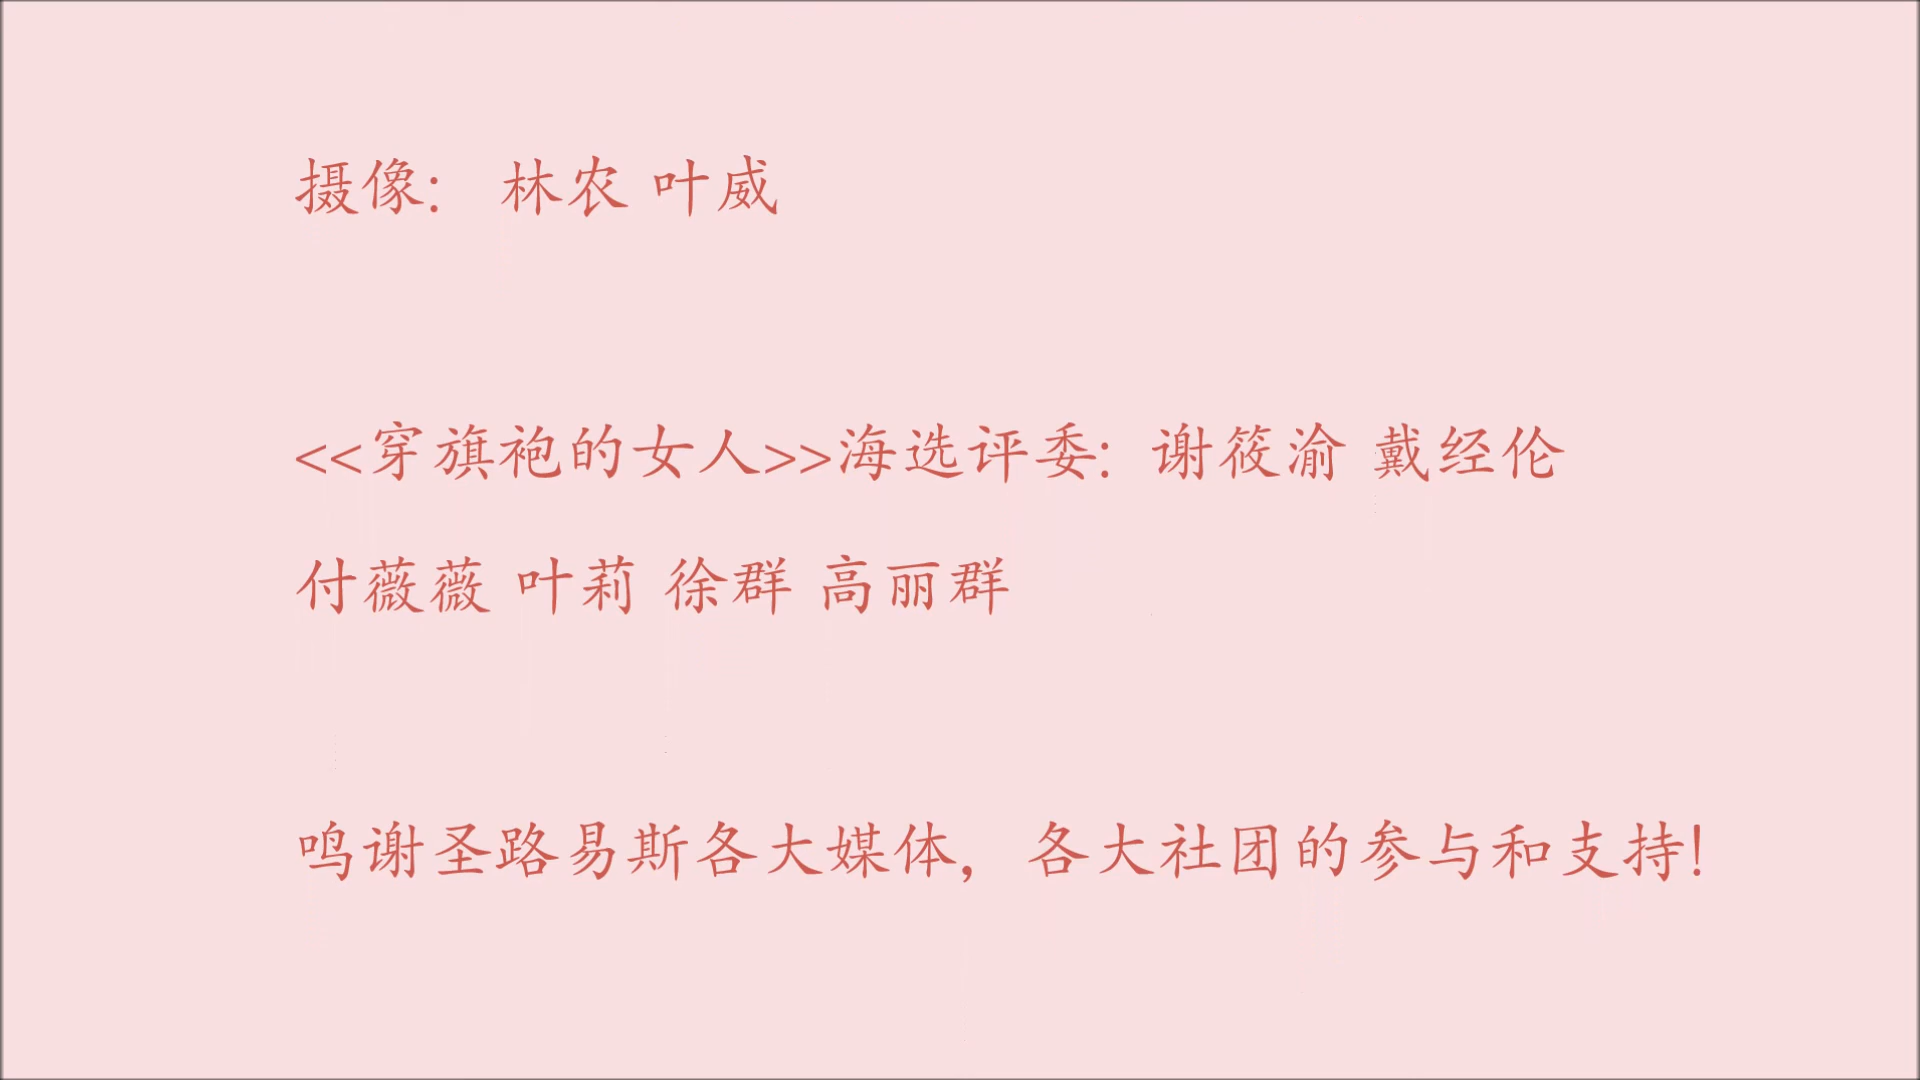 摄像： 林农 叶威
<<穿旗袍的女人>>海选评委：谢筱渝 戴经伦
付薇薇 叶莉 徐群 高丽群
鸣谢圣路易斯各大媒体，各大社团的参与和支持!